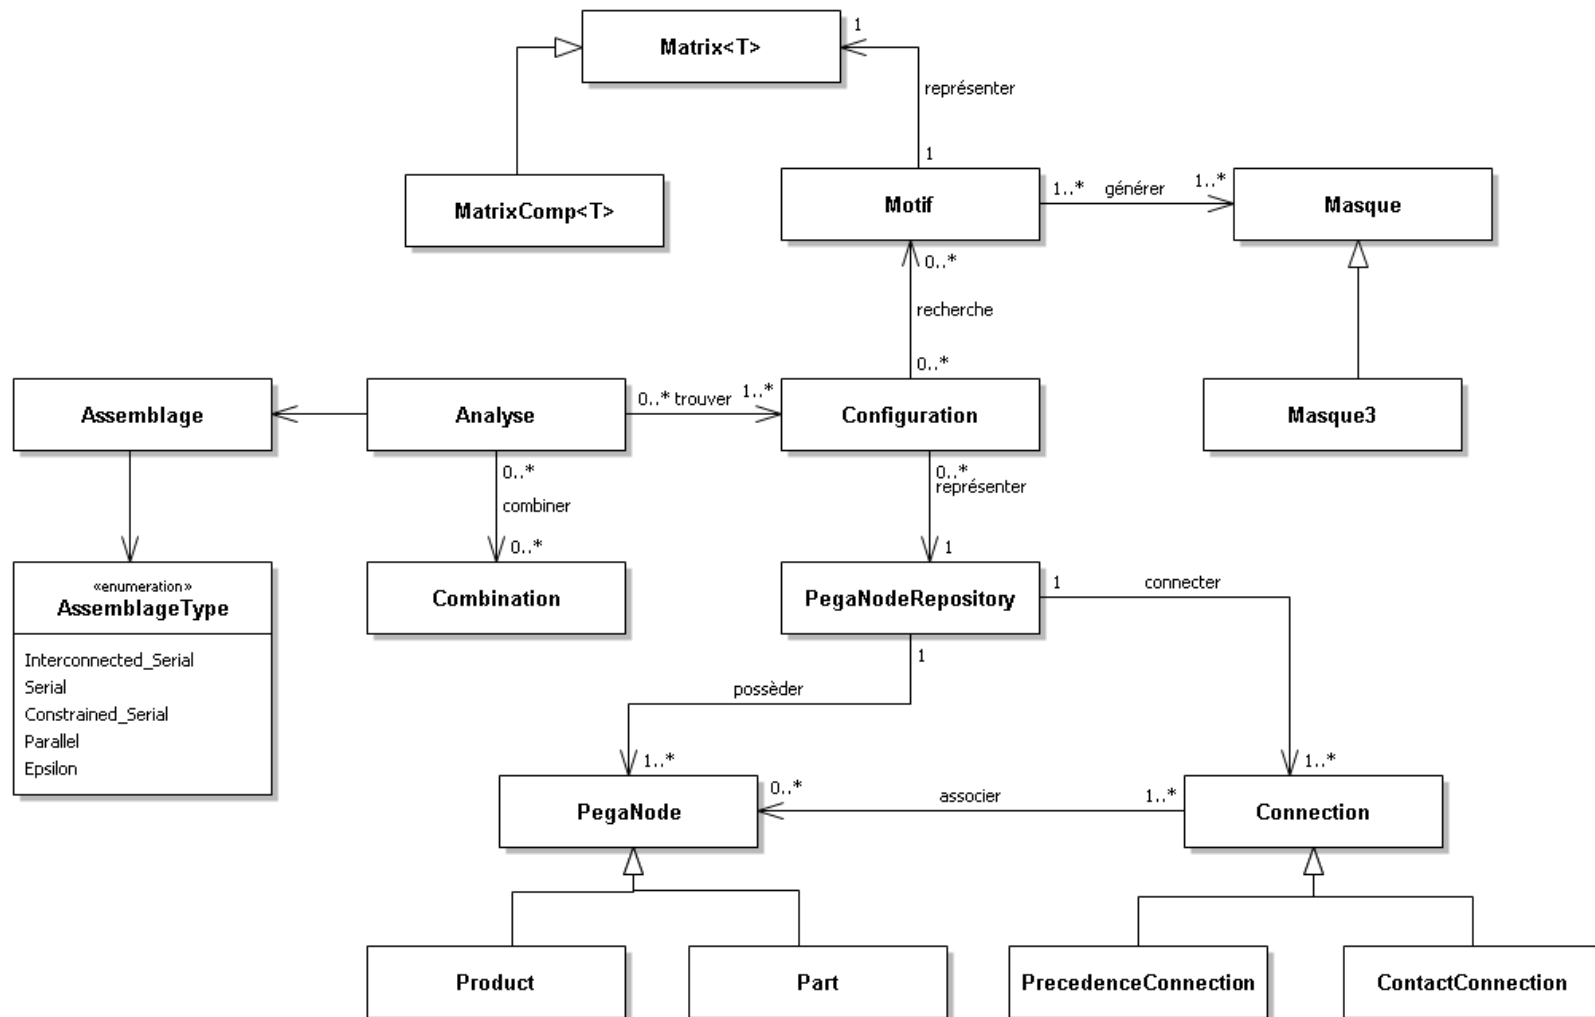 Matrix<T>
1
représenter
1
MatrixComp<T>
Motif
1..*
générer
1..*
Masque
0..*
recherche
0..*
Assemblage
Analyse
0..*
trouver
1..*
Configuration
Masque3
0..*
combiner
0..*
0..*
représenter
1
«enumeration»
AssemblageType
Interconnected_Serial
Serial
Constrained_Serial
Parallel
Epsilon
Combination
PegaNodeRepository
1
connecter
1
possèder
1..*
1..*
PegaNode
0..*
associer
1..*
Connection
Product
Part
PrecedenceConnection
ContactConnection